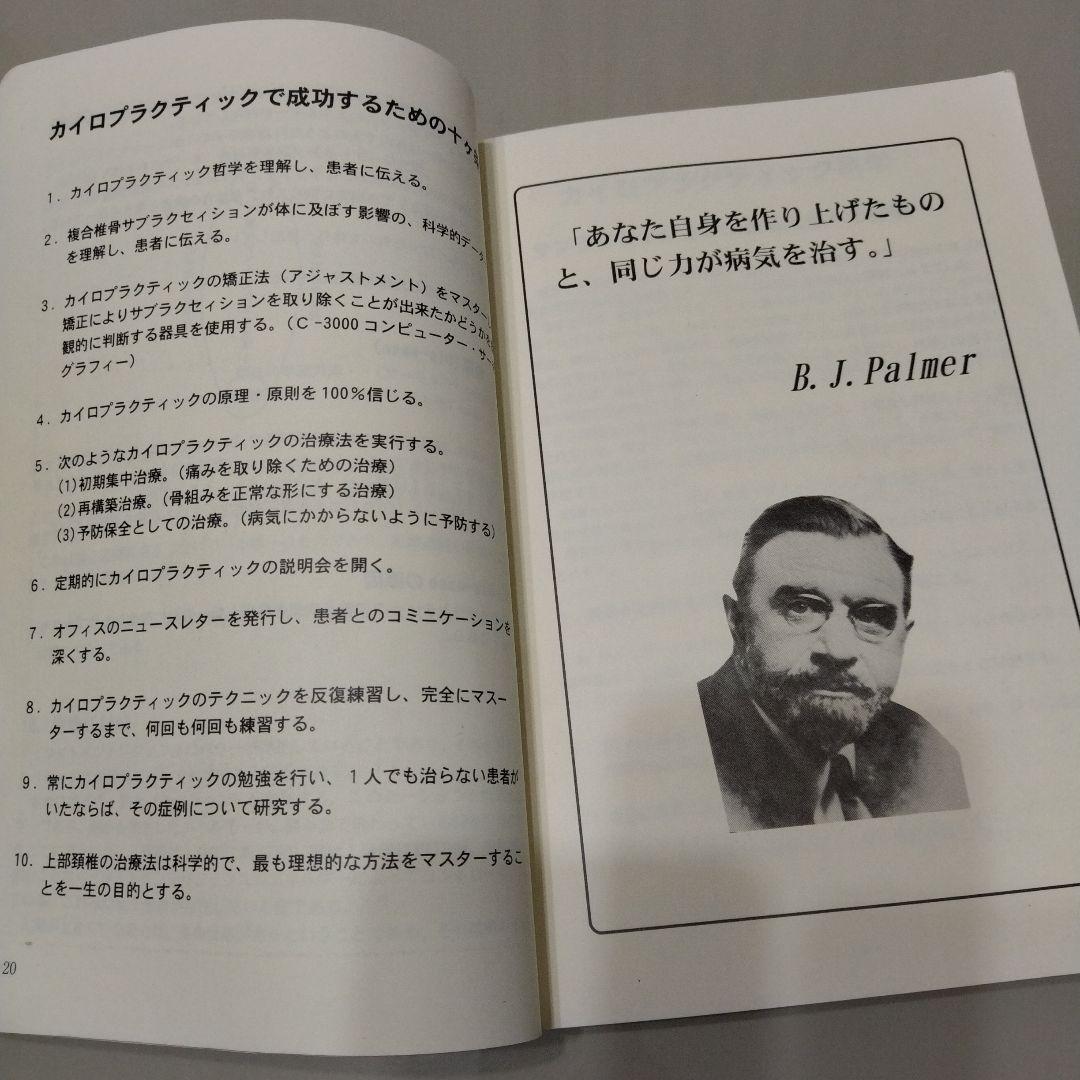 カイロプラクティックで成功するための十ヶ
1. カイロプラクティック哲学を理解し、患者に伝える。
2. 複合椎骨サブラクセィションが体に及ぼす影響の、科学的データ
を理解し、患者に伝える。
3. カイロプラクティックの矯正法（アジャストメント）をマスター
矯正によりサブラクセィションを取り除くことが出来たかどうかを
観的に判断する器具を使用する。（C-3000 コンピューター・サー
グラフィー）
4. カイロプラクティックの原理・原則を100％信じる。
5. 次のようなカイロプラクティックの治療法を実行する。
(1)初期集中治療。（痛みを取り除くための治療）
(2)再構築治療。（骨組みを正常な形にする治療）
(3)予防保全としての治療。（病気にかからないように予防する）
6. 定期的にカイロプラクティックの説明会を開く。
7. オフィスのニュースレターを発行し、患者とのコミニケーションを
深くする。
8. カイロプラクティックのテクニックを反復練習し、完全にマス―
ターするまで、何回も何回も練習する。
9. 常にカイロプラクティックの勉強を行い、1人でも治らない患者が
いたならば、その症例について研究する。
10. 上部頚椎の治療法は科学的で、最も理想的な方法をマスターするこ
とを一生の目的とする。
20
「あなた自身を作り上げたもの
と、同じ力が病気を治す。」
B. J. Palmer